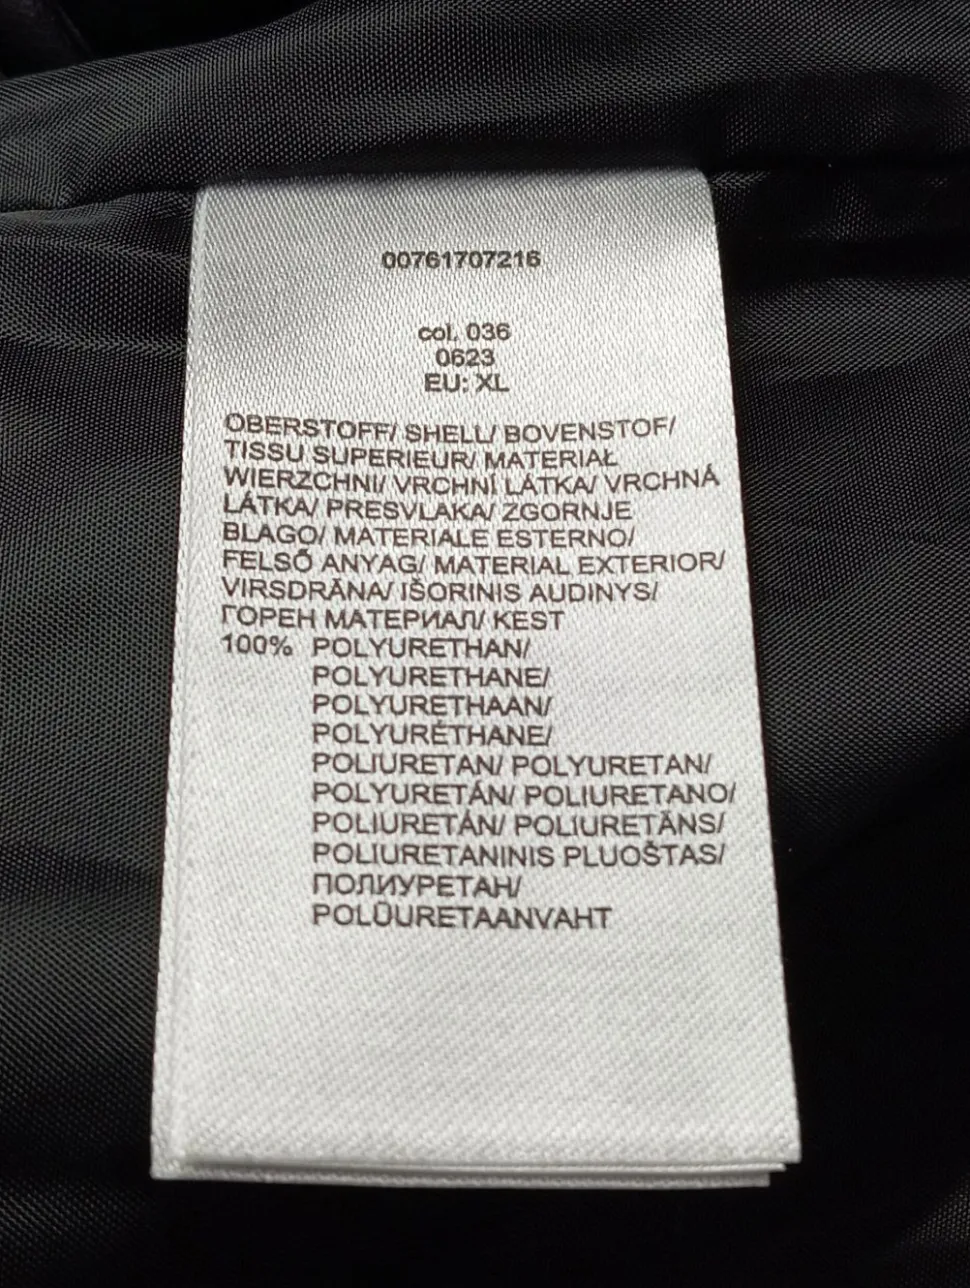 00761707216
col. 036
0623
EU: XL
OBERSTOFF/ SHELL/ BOVENSTOF/
TISSU SUPERIEUR/ MATERIAŁ
WIERZCHNI/ VRCHNÍ LÁTKA/ VRCHNÁ
LÁTKA/ PRESVLAKA/ ZGORNJE
BLAGO/ MATERIALE ESTERNO/
FELSŐ ANYAG/ MATERIAL EXTERIOR/
VIRSDRĀNA/ IŠORINIS AUDINYS/
ГОРЕН МАТЕРИАЛ/ KEST
100% POLYURETHAN/
POLYURETHANE/
POLYURETHAAN/
POLYURÉTHANE/
POLIURETAN/ POLYURETAN/
POLYURETÁN/ POLIURETANO/
POLIURETÁN/ POLIURETĀNS/
POLIURETANINIS PLUOŠTAS/
ПОЛИУРЕТАН/
POLÜURETAANVAHT